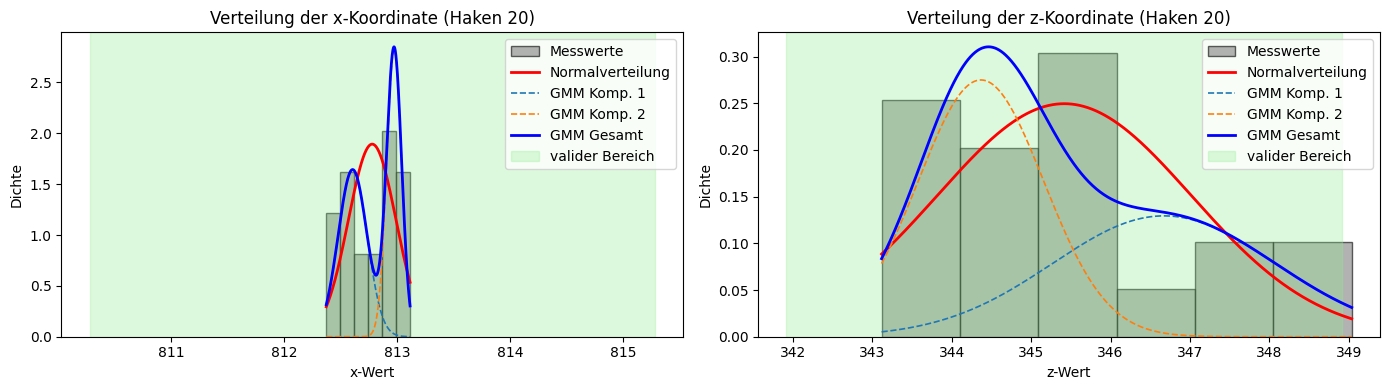 Verteilung der x-Koordinate (Haken 20)
Dichte
2.5
2.0
1.5
1.0
0.5
0.0
811
812
813
814
815
x-Wert
Messwerte
Normalverteilung
GMM Komp. 1
GMM Komp. 2
GMM Gesamt
valider Bereich
Verteilung der z-Koordinate (Haken 20)
Dichte
0.30
0.25
0.20
0.15
0.10
0.05
0.00
342
343
344
345
346
347
348
349
z-Wert
Messwerte
Normalverteilung
GMM Komp. 1
GMM Komp. 2
GMM Gesamt
valider Bereich